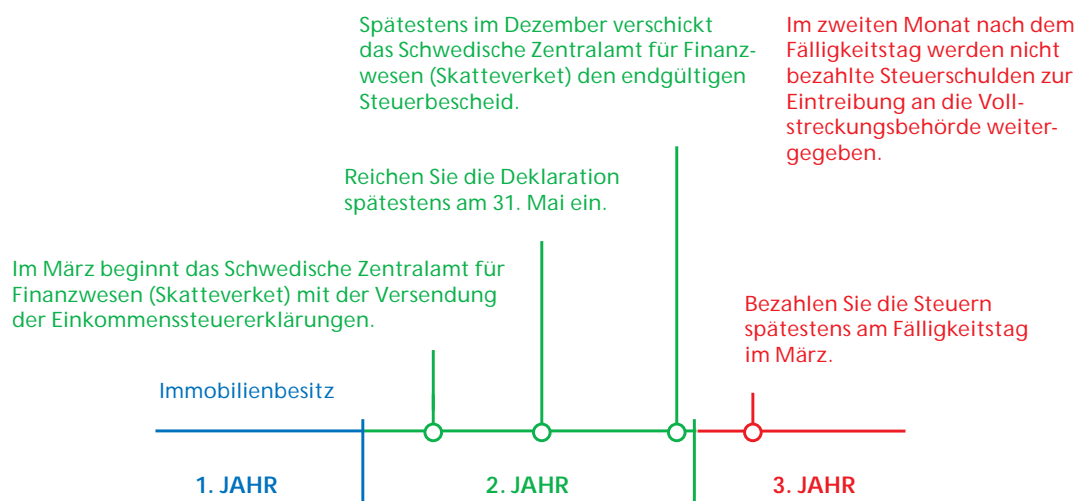 Spätestens im Dezember verschickt
das Schwedische Zentralamt für Finanz-
wesen (Skatteverket) den endgültigen
Steuerbescheid.
Im zweiten Monat nach dem
Fälligkeitstag werden nicht
bezahlte Steuerschulden zur
Eintreibung an die Voll-
streckungsbehörde weiter-
gegeben.
Reichen Sie die Deklaration
spätestens am 31. Mai ein.
Im März beginnt das Schwedische Zentralamt für
Finanzwesen (Skatteverket) mit der Versendung
der Einkommenssteuererklärungen.
Bezahlen Sie die Steuern
spätestens am Fälligkeitstag
im März.
Immobilienbesitz
1. JAHR
2. JAHR
3. JAHR